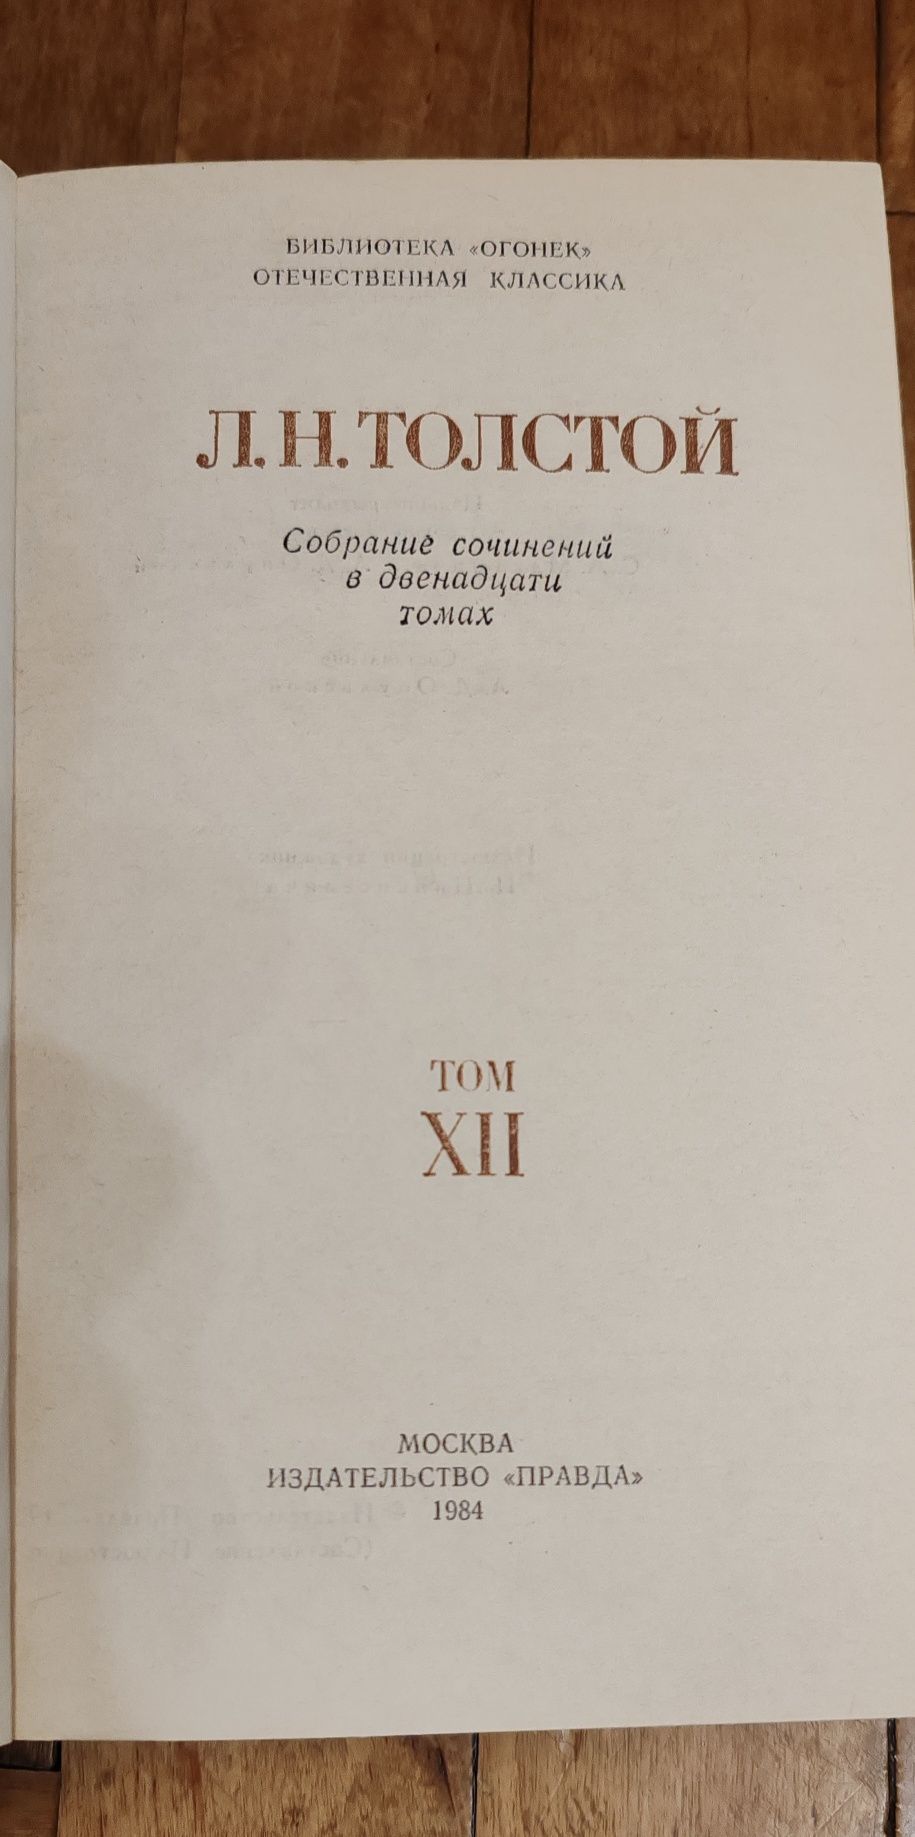 БИБЛИОТЕКА «ОГОНЕК»
ОТЕЧЕСТВЕННАЯ КЛАССИКА
Л. Н. ТОЛСТОЙ
Собрание сочинений
в двенадцати
томах
ТОМ
XII
МОСКВА
ИЗДАТЕЛЬСТВО «ПРАВДА»
1984